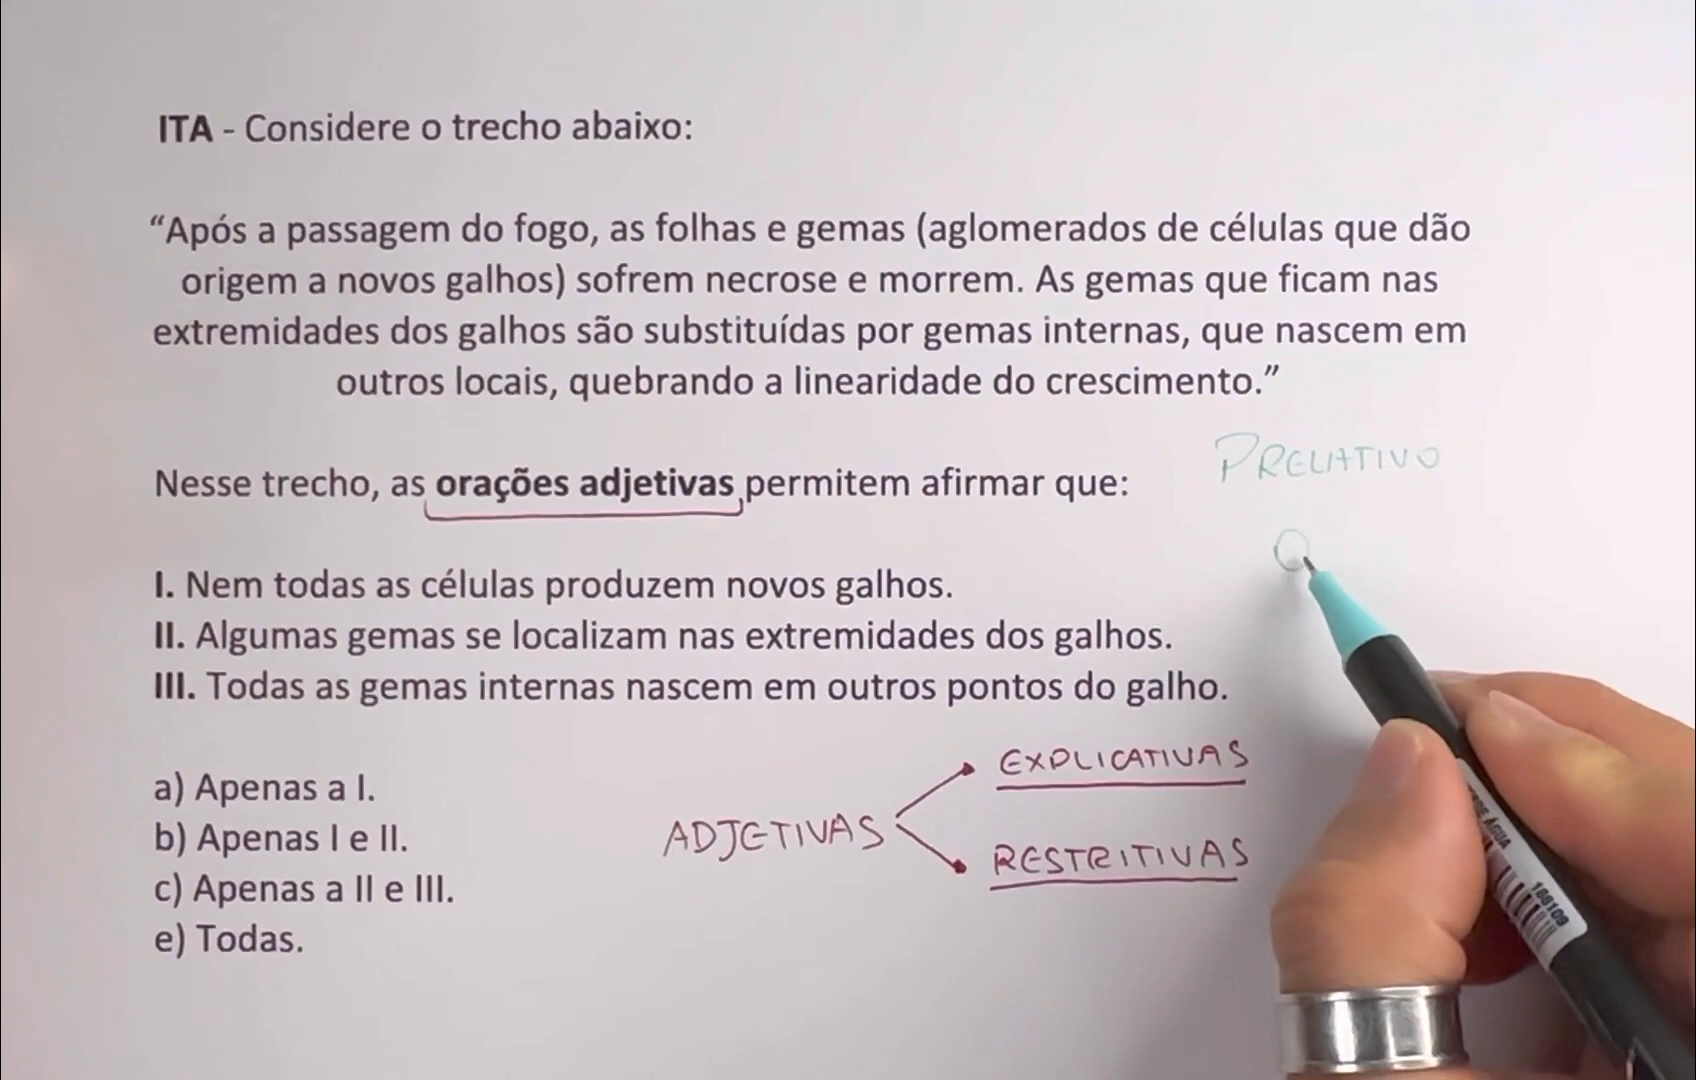 ITA - Considere o trecho abaixo:
“Após a passagem do fogo, as folhas e gemas (aglomerados de células que dão
origem a novos galhos) sofrem necrose e morrem. As gemas que ficam nas
extremidades dos galhos são substituídas por gemas internas, que nascem em
outros locais, quebrando a linearidade do crescimento.”
PRELATIVO
Nesse trecho, as orações adjetivas permitem afirmar que:
I. Nem todas as células produzem novos galhos.
II. Algumas gemas se localizam nas extremidades dos galhos.
III. Todas as gemas internas nascem em outros pontos do galho.
a) Apenas a I.
b) Apenas I e II.
c) Apenas a II e III.
e) Todas.
ADJETIVAS
EXPLICATIVAS
RESTRITIVAS
186109